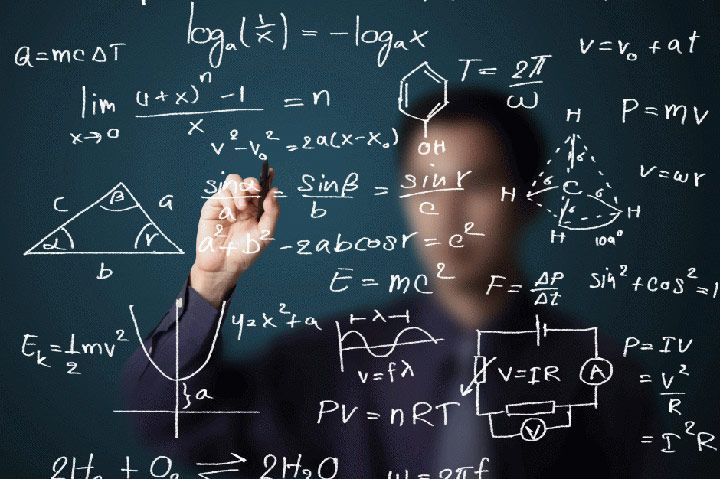 logₐ(1/x) = -logₐx
a=mcΔT
v=v₀+at
T= 2π/ω
lim x→0 ((1+x)ⁿ-1)/x = n
P=mv
v²-v₀²=2a(x-x₀)
OH
H
v=ωr
sinα/a = sinβ/b = sinγ/c
H C H
H
109°
c β a
α γ
b
a²+b²-2abcosγ=c²
E=mc²
F= ΔP/Δt
sin²+cos²=1
y=x²+a
λ
Eₖ=½mv²
v=fλ
V=IR
A
P=IV
= V²/R
= I²R
a
PV=nRT
V
2H₂+O₂⇌2H₂O
ω=2πf